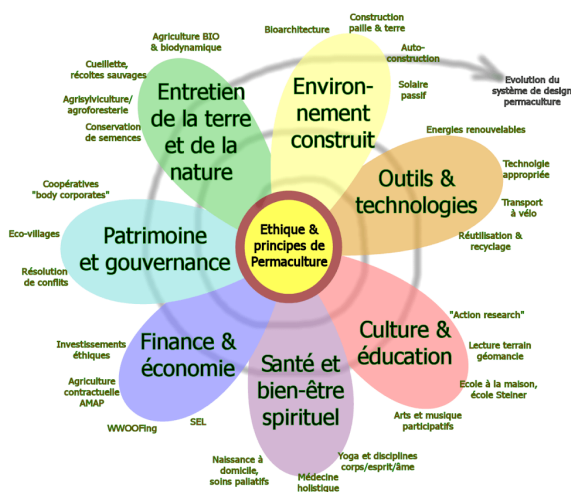 Agriculture BIO
& biodynamique
Cueillette,
récoltes sauvages
Agrisylviculture/
agroforesterie
Conservation
de semences
Entretien
de la terre
et de la
nature
Bioarchitecture
Construction
paille & terre
Auto-
construction
Solaire
passif
Environ-
nement
construit
Evolution du
système de design
permaculture
Energies renouvelables
Technolgie
appropriée
Transport
à vélo
Réutilisation &
recyclage
Outils &
technologies
Ethique &
principes de
Permaculture
Coopératives
"body corporates"
Eco-villages
Résolution
de conflits
Patrimoine
et gouvernance
"Action research"
Lecture terrain
géomancie
Ecole à la maison,
école Steiner
Arts et musique
participatifs
Culture &
éducation
Investissements
éthiques
Agriculture
contractuelle
AMAP
WWOOFing
SEL
Finance &
économie
Santé et
bien-être
spirituel
Naissance à
domicile,
soins paliatifs
Médecine
holistique
Yoga et disciplines
corps/esprit/âme